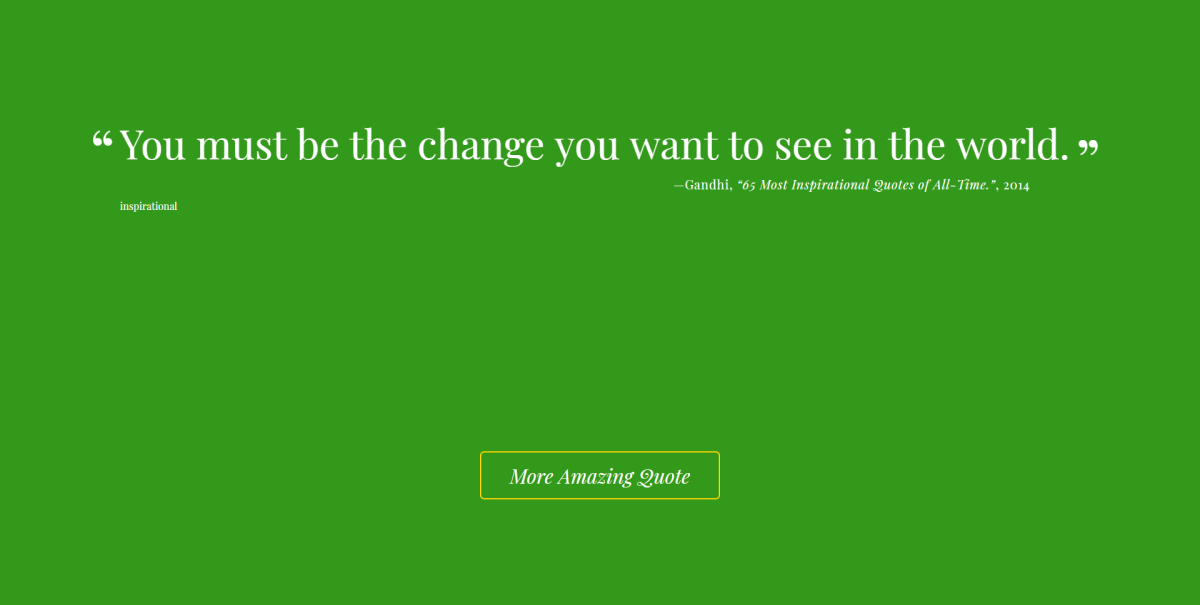 “You must be the change you want to see in the world.”
—Gandhi, “65 Most Inspirational Quotes of All-Time.”, 2014
inspirational
More Amazing Quote